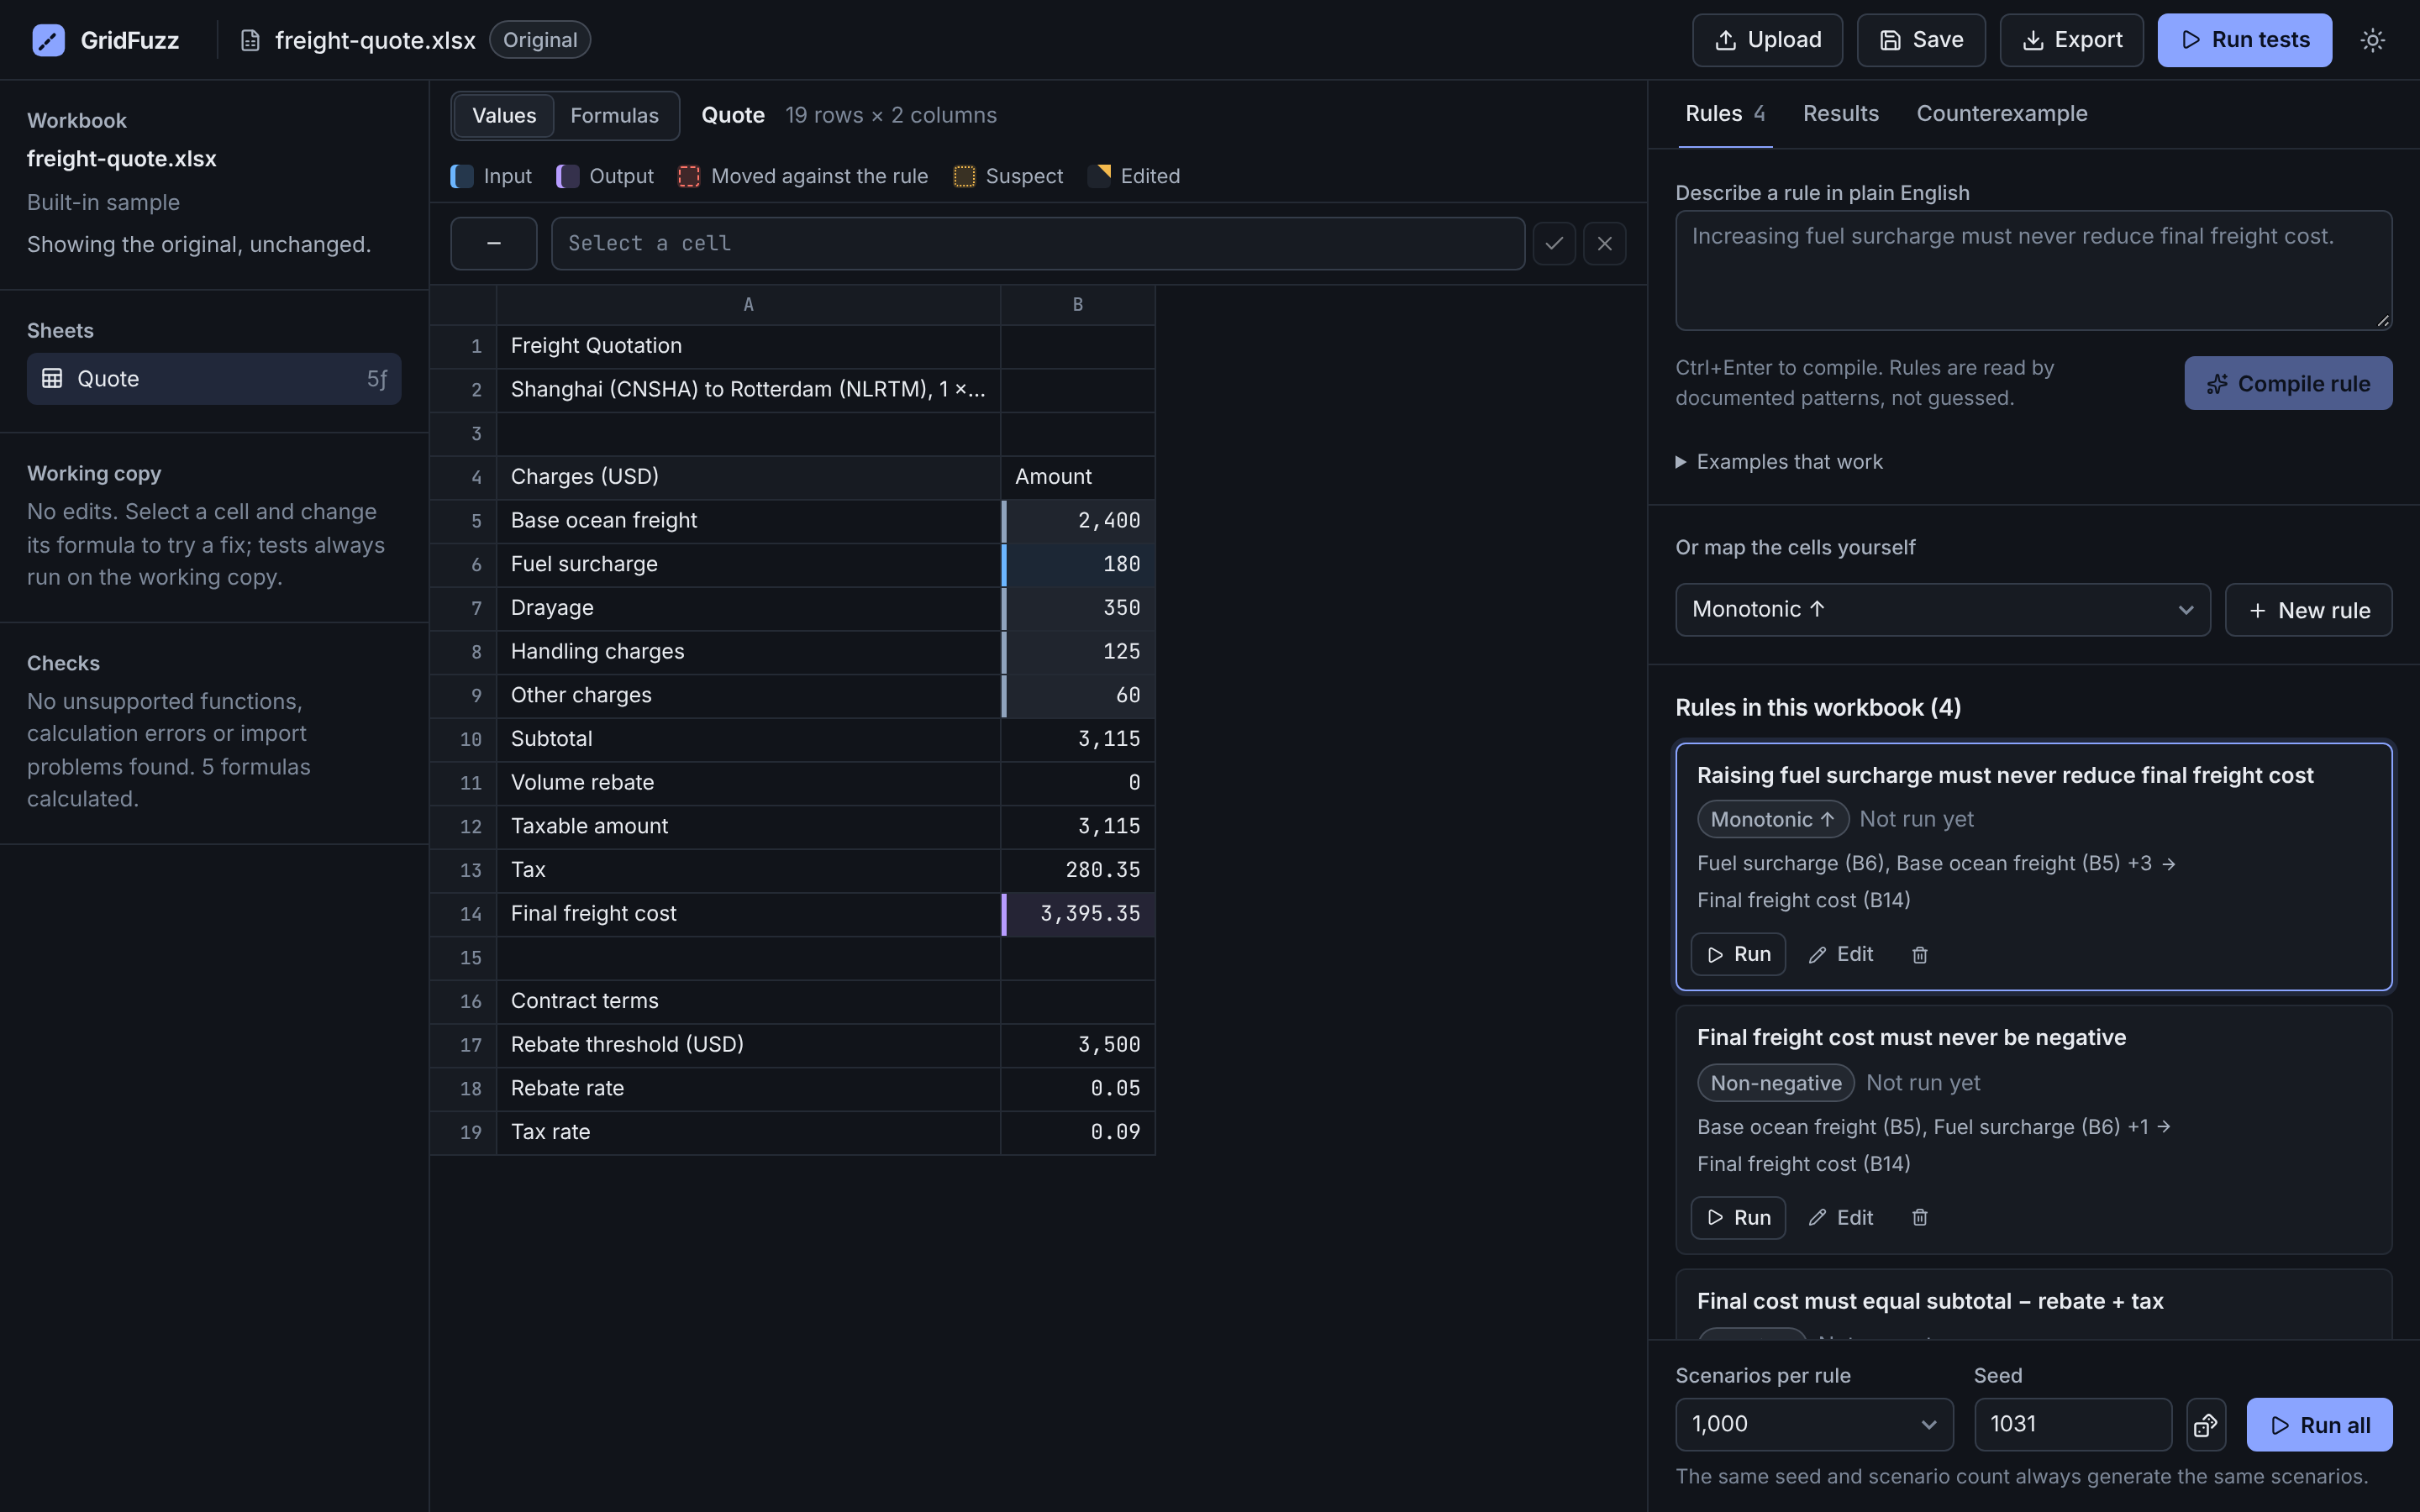 GridFuzz
freight-quote.xlsx
Original
Upload
Save
Export
Run tests
Workbook
freight-quote.xlsx
Built-in sample
Showing the original, unchanged.
Sheets
Quote 5ƒ
Working copy
No edits. Select a cell and change
its formula to try a fix; tests always
run on the working copy.
Checks
No unsupported functions,
calculation errors or import
problems found. 5 formulas
calculated.
Values Formulas Quote 19 rows × 2 columns
Input Output Moved against the rule Suspect Edited
– Select a cell
A B
1 Freight Quotation
2 Shanghai (CNSHA) to Rotterdam (NLRTM), 1 ×...
3
4 Charges (USD) Amount
5 Base ocean freight 2,400
6 Fuel surcharge 180
7 Drayage 350
8 Handling charges 125
9 Other charges 60
10 Subtotal 3,115
11 Volume rebate 0
12 Taxable amount 3,115
13 Tax 280.35
14 Final freight cost 3,395.35
15
16 Contract terms
17 Rebate threshold (USD) 3,500
18 Rebate rate 0.05
19 Tax rate 0.09
Rules 4 Results Counterexample
Describe a rule in plain English
Increasing fuel surcharge must never reduce final freight cost.
Ctrl+Enter to compile. Rules are read by
documented patterns, not guessed.
Compile rule
Examples that work
Or map the cells yourself
Monotonic ↑
New rule
Rules in this workbook (4)
Raising fuel surcharge must never reduce final freight cost
Monotonic ↑ Not run yet
Fuel surcharge (B6), Base ocean freight (B5) +3 →
Final freight cost (B14)
Run Edit
Final freight cost must never be negative
Non-negative Not run yet
Base ocean freight (B5), Fuel surcharge (B6) +1 →
Final freight cost (B14)
Run Edit
Final cost must equal subtotal − rebate + tax
Scenarios per rule Seed
1,000 1031 Run all
The same seed and scenario count always generate the same scenarios.